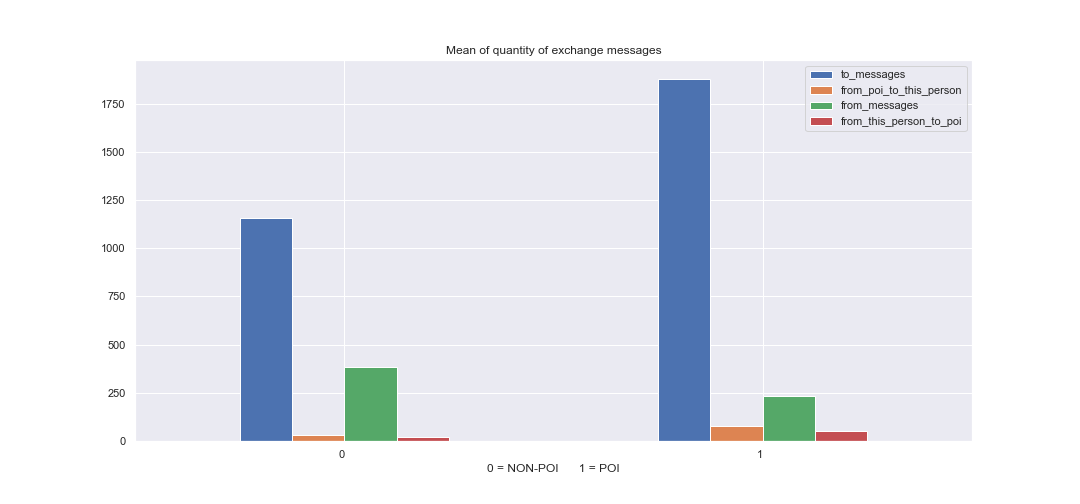 Mean of quantity of exchange messages
to_messages
from_poi_to_this_person
from_messages
from_this_person_to_poi
1750
1500
1250
1000
750
500
250
0
0 1
0 = NON-POI 1 = POI